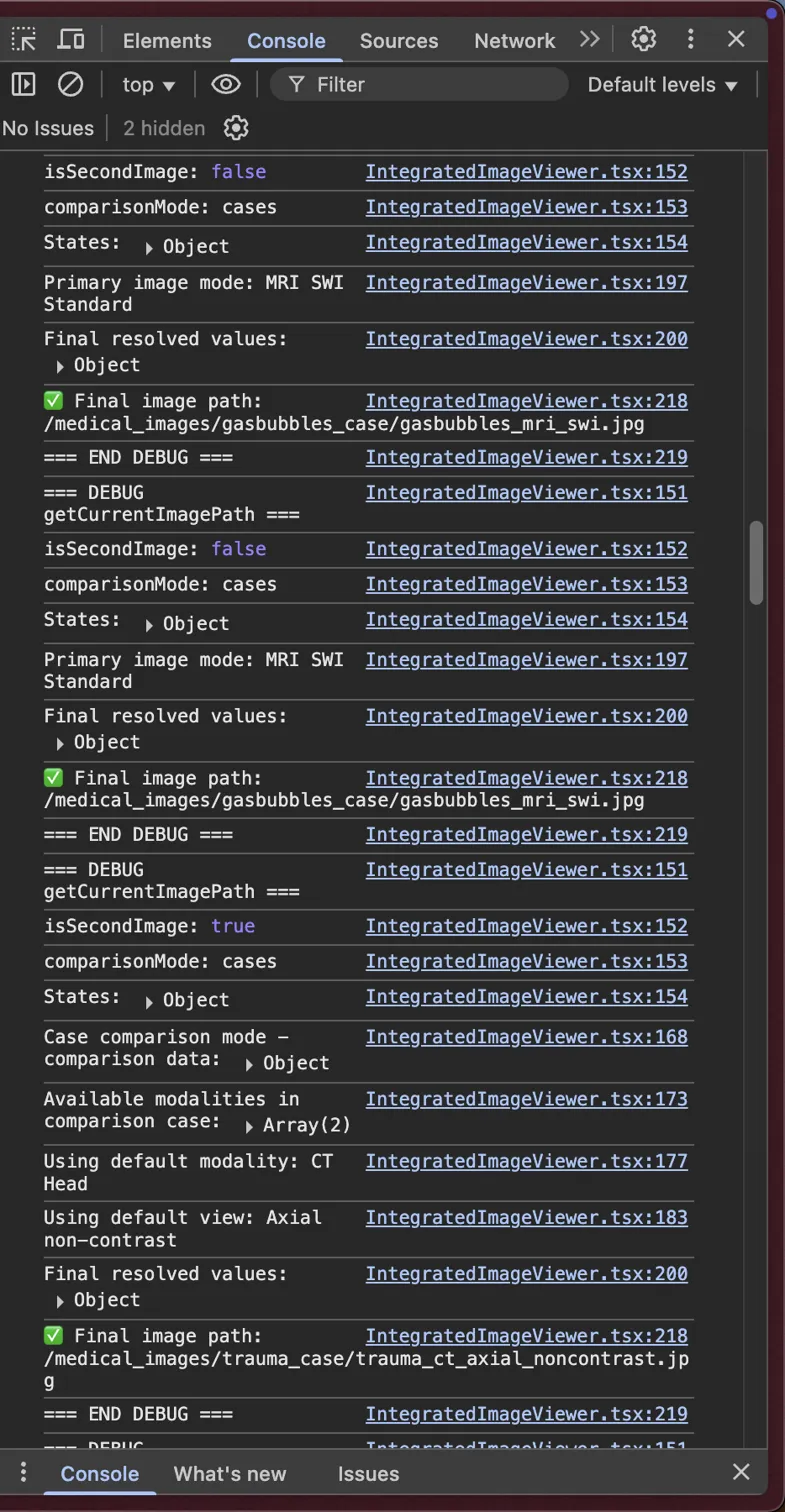 Elements Console Sources Network
top Filter Default levels
No Issues 2 hidden
isSecondImage: false IntegratedImageViewer.tsx:152
comparisonMode: cases IntegratedImageViewer.tsx:153
States: Object IntegratedImageViewer.tsx:154
Primary image mode: MRI SWI IntegratedImageViewer.tsx:197
Standard
Final resolved values: IntegratedImageViewer.tsx:200
Object
✅ Final image path: IntegratedImageViewer.tsx:218
/medical_images/gasbubbles_case/gasbubbles_mri_swi.jpg
=== END DEBUG === IntegratedImageViewer.tsx:219
=== DEBUG IntegratedImageViewer.tsx:151
getCurrentImagePath ===
isSecondImage: false IntegratedImageViewer.tsx:152
comparisonMode: cases IntegratedImageViewer.tsx:153
States: Object IntegratedImageViewer.tsx:154
Primary image mode: MRI SWI IntegratedImageViewer.tsx:197
Standard
Final resolved values: IntegratedImageViewer.tsx:200
Object
✅ Final image path: IntegratedImageViewer.tsx:218
/medical_images/gasbubbles_case/gasbubbles_mri_swi.jpg
=== END DEBUG === IntegratedImageViewer.tsx:219
=== DEBUG IntegratedImageViewer.tsx:151
getCurrentImagePath ===
isSecondImage: true IntegratedImageViewer.tsx:152
comparisonMode: cases IntegratedImageViewer.tsx:153
States: Object IntegratedImageViewer.tsx:154
Case comparison mode - IntegratedImageViewer.tsx:168
comparison data: Object
Available modalities in IntegratedImageViewer.tsx:173
comparison case: Array(2)
Using default modality: CT IntegratedImageViewer.tsx:177
Head
Using default view: Axial IntegratedImageViewer.tsx:183
non-contrast
Final resolved values: IntegratedImageViewer.tsx:200
Object
✅ Final image path: IntegratedImageViewer.tsx:218
/medical_images/trauma_case/trauma_ct_axial_noncontrast.jp
g
=== END DEBUG === IntegratedImageViewer.tsx:219
=== DEBUG IntegratedImageViewer.tsx:151
Console What's new Issues